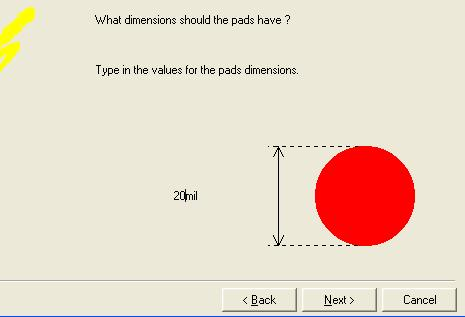 What dimensions should the pads have ?
Type in the values for the pads dimensions.
20mil
< Back Next > Cancel